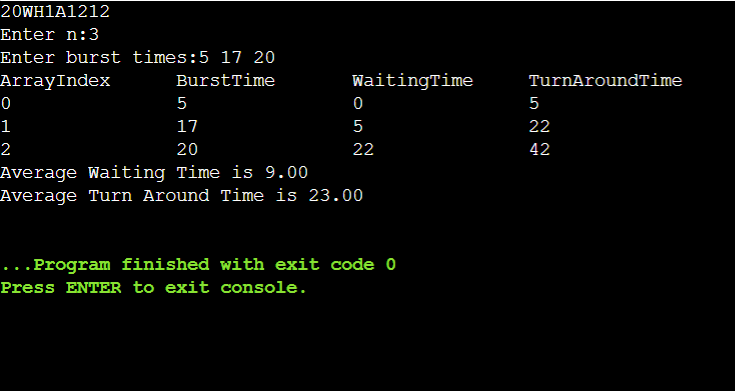 20WH1A1212
Enter n:3
Enter burst times:5 17 20
ArrayIndex BurstTime WaitingTime TurnAroundTime
0 5 0 5
1 17 5 22
2 20 22 42
Average Waiting Time is 9.00
Average Turn Around Time is 23.00
...Program finished with exit code 0
Press ENTER to exit console.